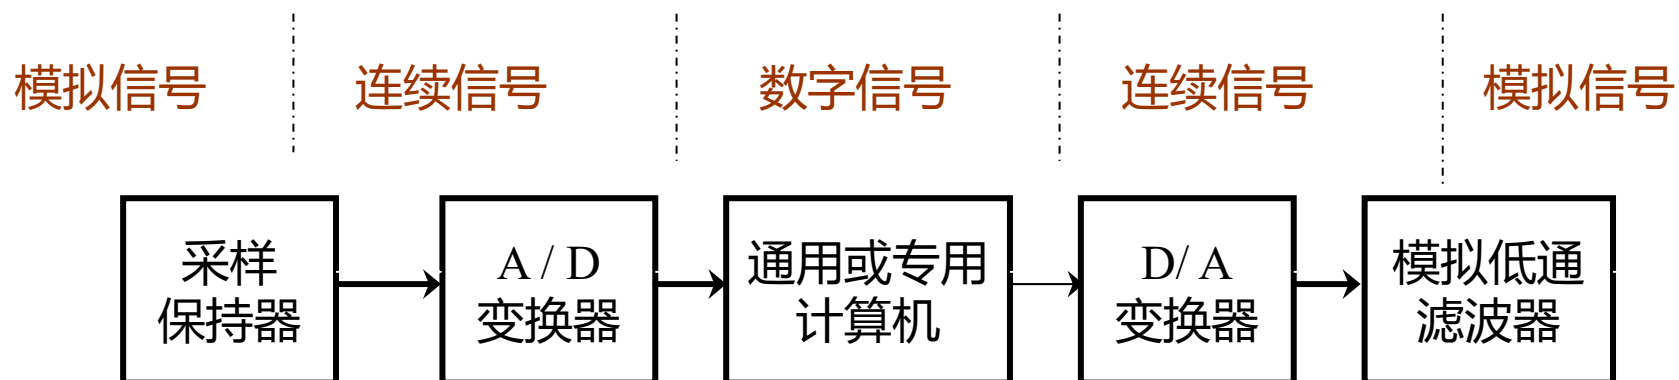 模拟信号 连续信号 数字信号 连续信号 模拟信号
采样
保持器
A / D
变换器
通用或专用
计算机
D/ A
变换器
模拟低通
滤波器